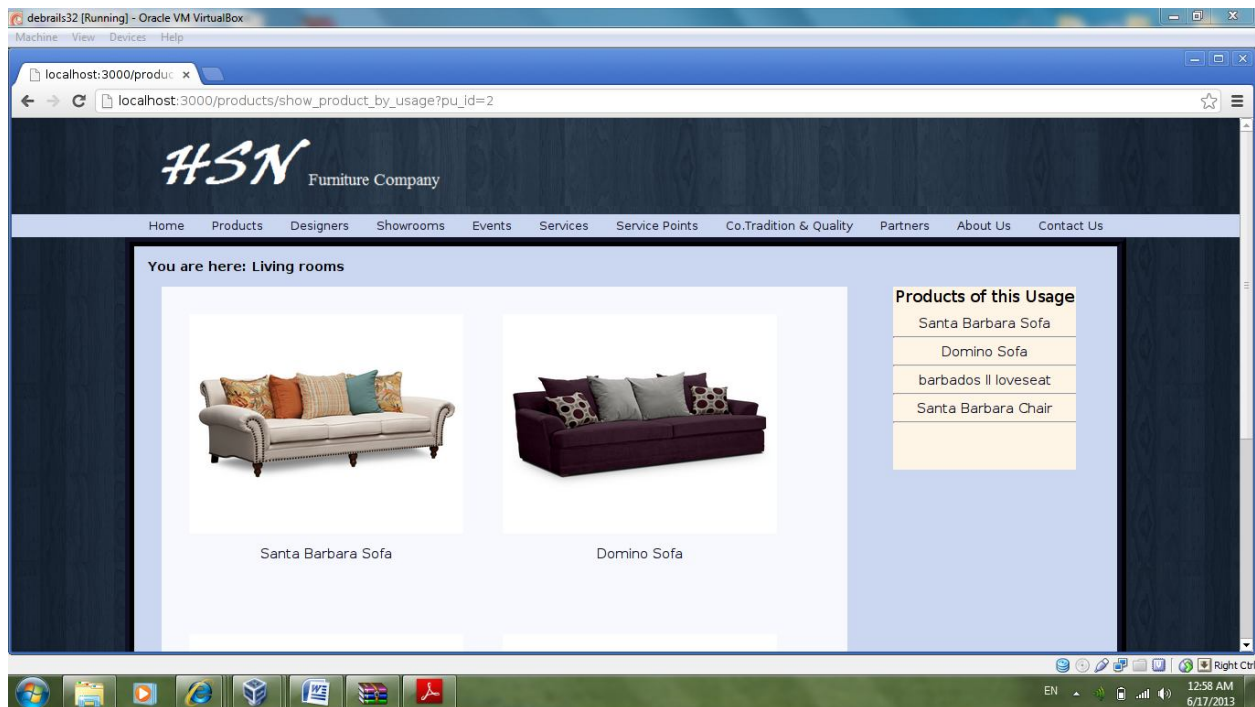 debrails32 [Running] - Oracle VM VirtualBox
Machine View Devices Help
localhost:3000/produc
localhost:3000/products/show_product_by_usage?pu_id=2
HSN Furniture Company
Home Products Designers Showrooms Events Services Service Points Co.Tradition & Quality Partners About Us Contact Us
You are here: Living rooms
Products of this Usage
Santa Barbara Sofa
Domino Sofa
barbados II loveseat
Santa Barbara Chair
Santa Barbara Sofa Domino Sofa
Right Ctrl
EN 12:58 AM
6/17/2013